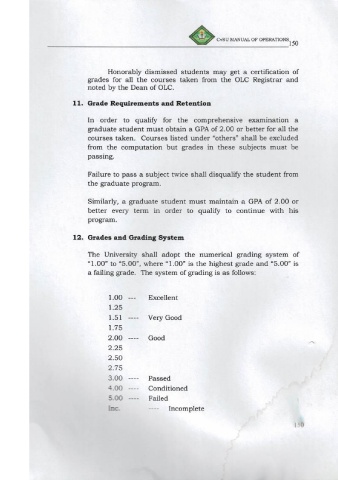 CvSU MANUAL OF OPERATIONS 150
Honorably dismissed students may get a certification of
grades for all the courses taken from the OLC Registrar and
noted by the Dean of OLC.
11. Grade Requirements and Retention
In order to qualify for the comprehensive examination a
graduate student must obtain a GPA of 2.00 or better for all the
courses taken. Courses listed under "others" shall be excluded
from the computation but grades in these subjects must be
passing.
Failure to pass a subject twice shall disqualify the student from
the graduate program.
Similarly, a graduate student must maintain a GPA of 2.00 or
better every term in order to qualify to continue with his
program.
12. Grades and Grading System
The University shall adopt the numerical grading system of
"1.00" to "5.00", where "1.00" is the highest grade and "5.00" is
a failing grade. The system of grading is as follows:
1.00 --- Excellent
1.25
1.51 ---- Very Good
1.75
2.00 ---- Good
2.25
2.50
2.75
3.00 ---- Passed
4.00 ---- Conditioned
5.00 ---- Failed
Inc. ---- Incomplete
150